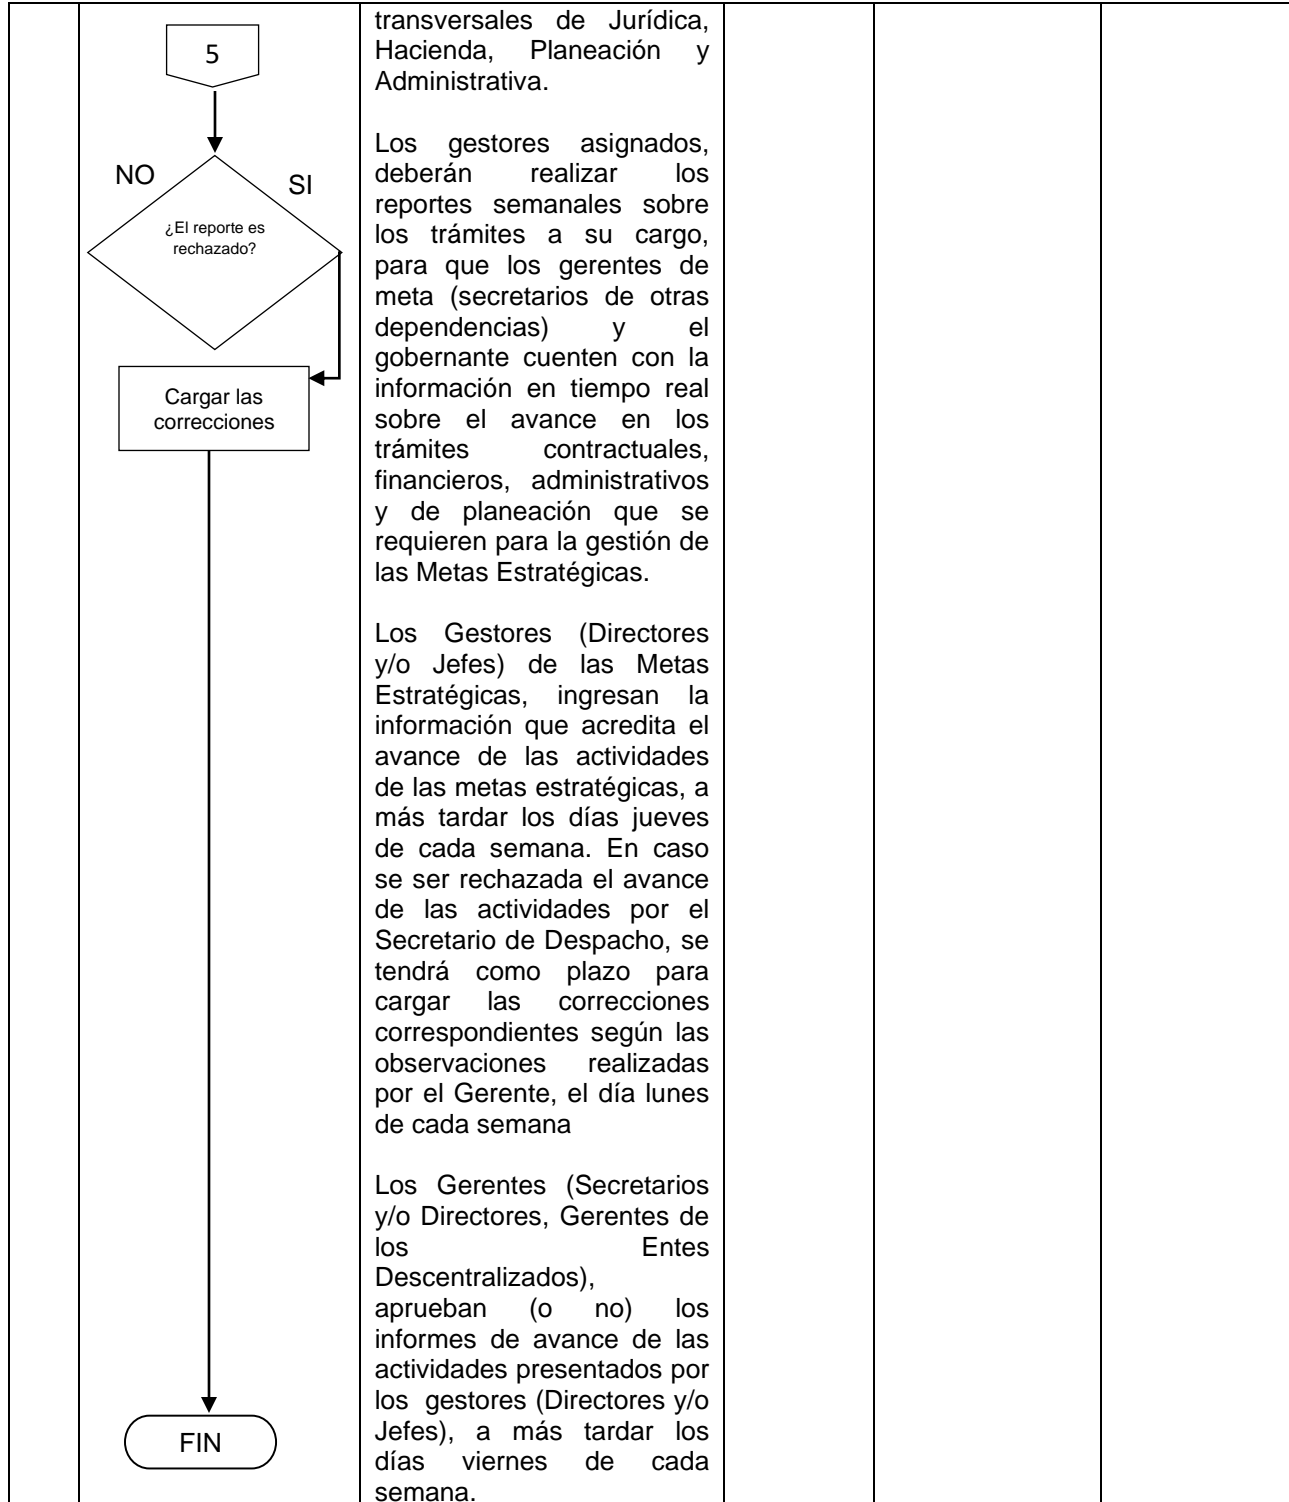 5
NO
SI
¿El reporte es
rechazado?
Cargar las
correcciones
FIN
transversales de Jurídica,
Hacienda, Planeación y
Administrativa.
Los gestores asignados,
deberán realizar los
reportes semanales sobre
los trámites a su cargo,
para que los gerentes de
meta (secretarios de otras
dependencias) y el
gobernante cuenten con la
información en tiempo real
sobre el avance en los
trámites contractuales,
financieros, administrativos
y de planeación que se
requieren para la gestión de
las Metas Estratégicas.
Los Gestores (Directores
y/o Jefes) de las Metas
Estratégicas, ingresan la
información que acredita el
avance de las actividades
de las metas estratégicas, a
más tardar los días jueves
de cada semana. En caso
se ser rechazada el avance
de las actividades por el
Secretario de Despacho, se
tendrá como plazo para
cargar las correcciones
correspondientes según las
observaciones realizadas
por el Gerente, el día lunes
de cada semana
Los Gerentes (Secretarios
y/o Directores, Gerentes de
los Entes
Descentralizados),
aprueban (o no) los
informes de avance de las
actividades presentados por
los gestores (Directores y/o
Jefes), a más tardar los
días viernes de cada
semana.